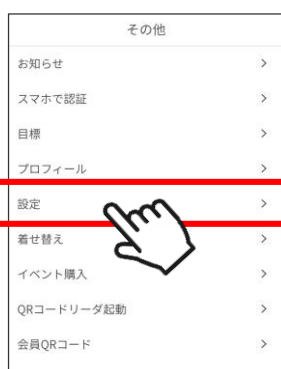 その他
お知らせ
スマホで認証
目標
プロフィール
設定
着せ替え
イベント購入
QRコードリーダ起動
会員QRコード